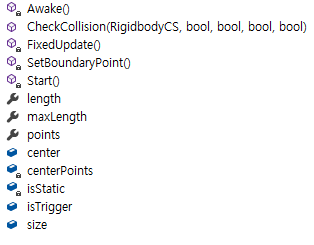 Awake()
CheckCollision(RigidbodyCS, bool, bool, bool, bool)
FixedUpdate()
SetBoundaryPoint()
Start()
length
maxLength
points
center
centerPoints
isStatic
isTrigger
size